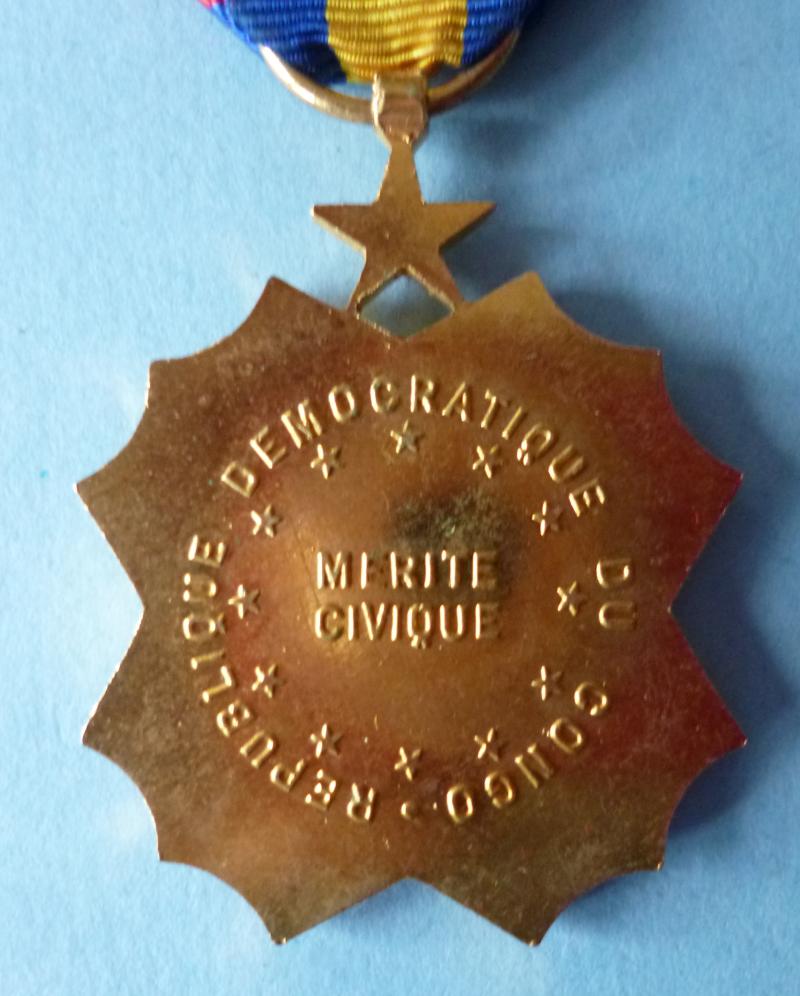 REPUBLIQUE DEMOCRATIQUE DU CONGO
MERITE
CIVIQUE